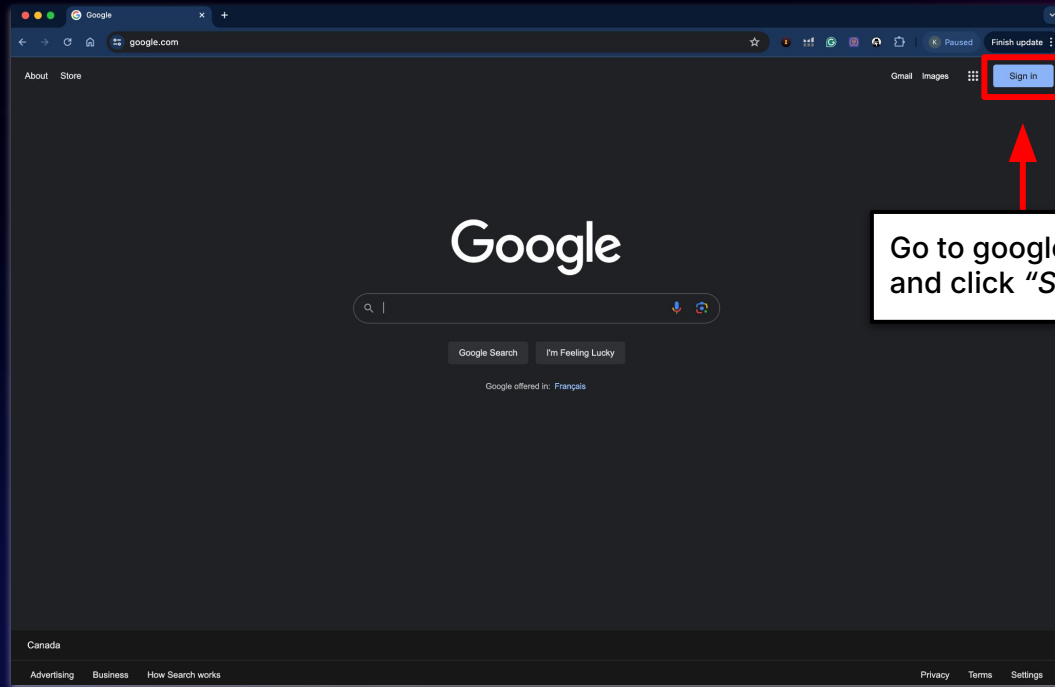 Google
google.com
K Paused
Finish update
About Store
Gmail Images
Sign in
Google
Go to
and click
Google Search
I'm Feeling Lucky
Google offered in: Français
Canada
Advertising Business How Search works
Privacy Terms Settings